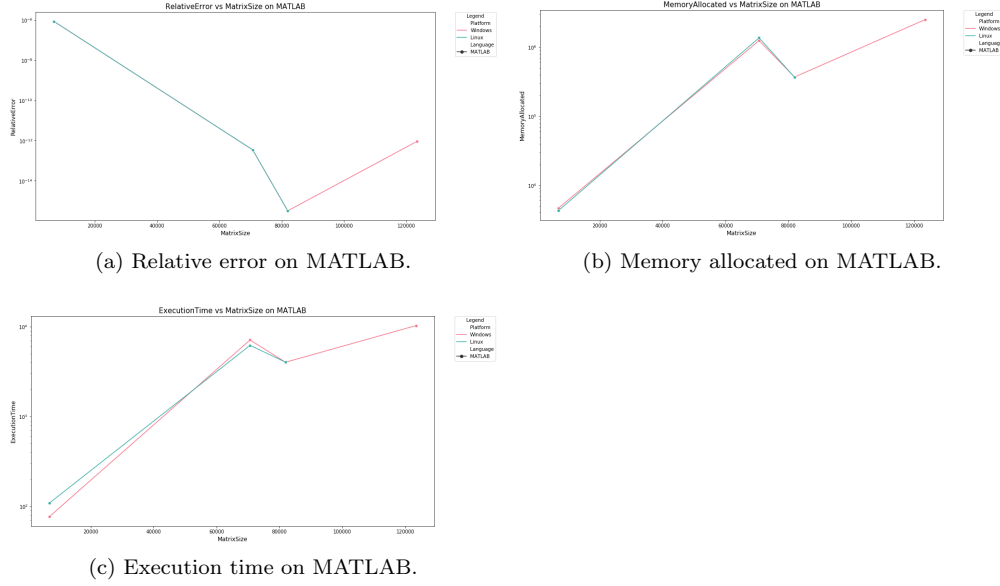 RelativeError vs MatrixSize on MATLAB
RelativeError
MatrixSize
20000 40000 60000 80000 100000 120000
Legend
Platform
Windows
Linux
Language
MATLAB
(a) Relative error on MATLAB.
MemoryAllocated vs MatrixSize on MATLAB
MemoryAllocated
20000 40000 60000 80000 100000 120000
MatrixSize
Legend
Platform
Windows
Linux
Language
MATLAB
(b) Memory allocated on MATLAB.
ExecutionTime vs MatrixSize on MATLAB
ExecutionTime
20000 40000 60000 80000 100000 120000
MatrixSize
Legend
Platform
Windows
Linux
Language
MATLAB
(c) Execution time on MATLAB.